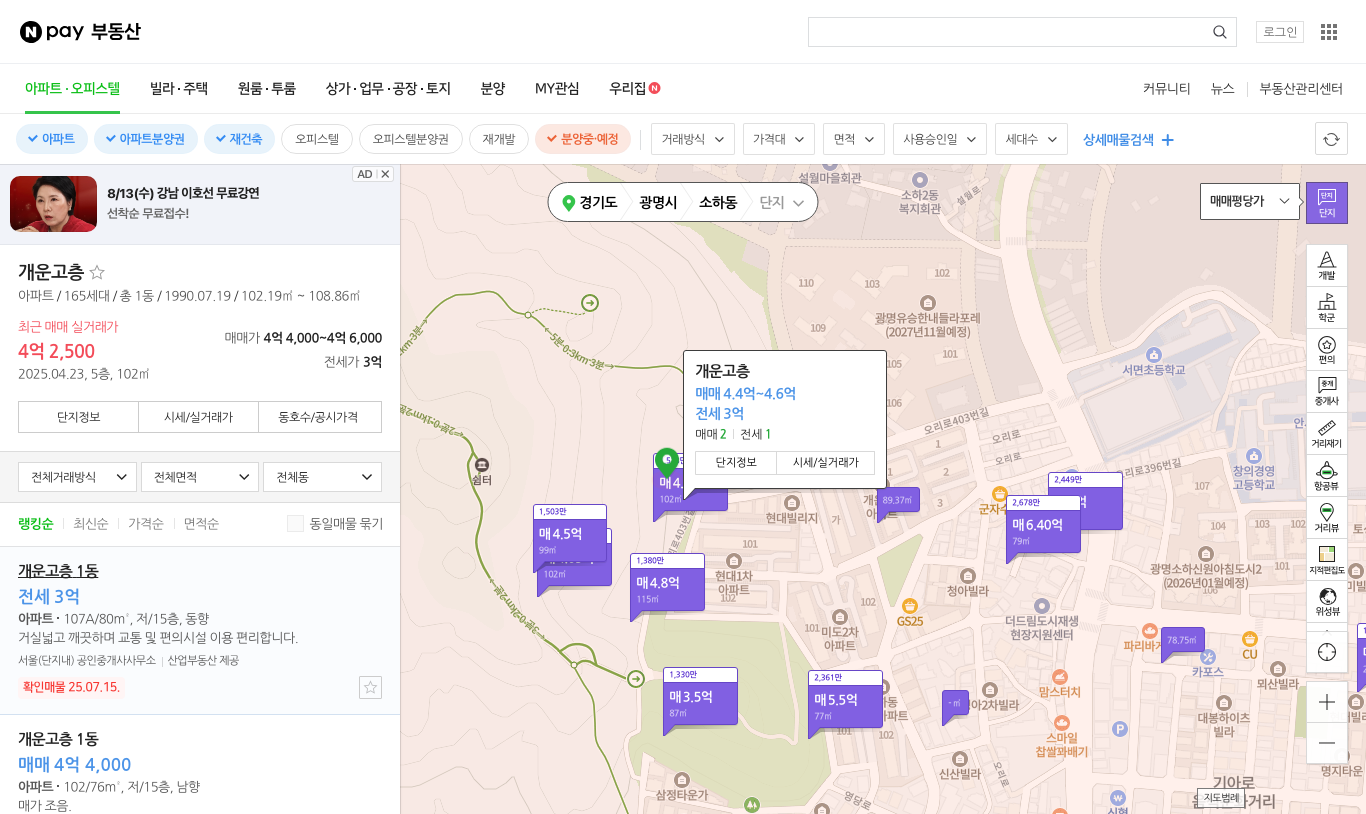 N pay 부동산
로그인
아파트·오피스텔 빌라·주택 원룸·투룸 상가·업무·공장·토지 분양 MY관심 우리집 N
커뮤니티 뉴스 부동산관리센터
아파트 아파트분양권 재건축 오피스텔 오피스텔분양권 재개발 분양중·예정 거래방식 가격대 면적 사용승인일 세대수 상세매물검색
AD
8/13(수) 강남 이호선 무료강연
선착순 무료접수!
개운고층
아파트 / 165세대 / 총 1동 / 1990.07.19 / 102.19㎡ ~ 108.86㎡
최근 매매 실거래가
4억 2,500
2025.04.23, 5층, 102㎡
매매가 4억 4,000~4억 6,000
전세가 3억
단지정보 시세/실거래가 동호수/공시가격
전체거래방식 전체면적 전체동
랭킹순 최신순 가격순 면적순 동일매물 묶기
개운고층 1동
전세 3억
아파트 · 107A/80㎡, 저/15층, 동향
거실넓고 깨끗하며 교통 및 편의시설 이용 편리합니다.
서울(단지내) 공인중개사사무소 산업부동산 제공
확인매물 25.07.15.
개운고층 1동
매매 4억 4,000
아파트 · 102/76㎡, 저/15층, 남향
매가 조음.
경기도 광명시 소하동 단지
매매평당가
단지
단지
개발
학군
편의
중개
중개사
거리재기
항공뷰
거리뷰
지적편집도
위성뷰
지도범례
개운고층
매매 4.4억~4.6억
전세 3억
매매 2 전세 1
단지정보 시세/실거래가
설월마을회관
소하2동
복지회관
설월로
102
110
103
109
광명유승한내들라포레
(2027년11월예정)
105
101
106
서면초등학교
오리로403번길
오리로
오리로
오리로396번길
창의경영
고등학교
5분·0.3km·3분
쉼터
102㎡
1,503만
매4.5억
99㎡
102㎡
1,380만
매4.8억
115㎡
현대빌리지
가
89.37㎡
2,449만
2,678만
매6.40억
79㎡
현대1차
아파트
101
102
청아빌라
GS25
미도2차
아파트
101
102
더드림도시재생
현장지원센터
광명소하신원아침도시2
(2026년01월예정)
104
103
102
101
106
100
78.75㎡
카포스
CU
뫼산빌라
맘스터치
스마일
찹쌀꽈배기
대봉하이츠
빌라
P
1,330만
매3.5억
87㎡
2,361만
매5.5억
77㎡
101
102
- ㎡
신산빌라
삼정타운가
영당로
오리로
기아로
명지타운